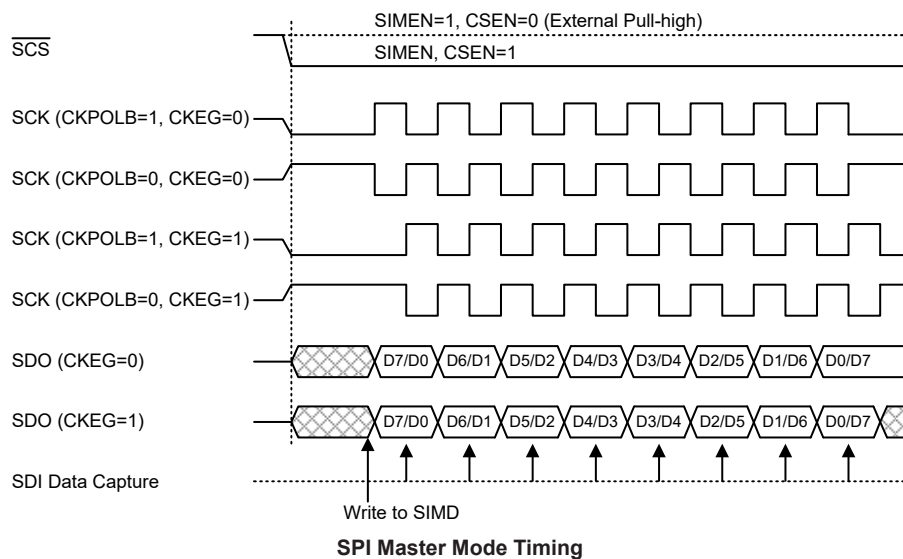 SIMEN=1, CSEN=0 (External Pull-high)
SCS
SIMEN, CSEN=1
SCK (CKPOLB=1, CKEG=0)
SCK (CKPOLB=0, CKEG=0)
SCK (CKPOLB=1, CKEG=1)
SCK (CKPOLB=0, CKEG=1)
SDO (CKEG=0) D7/D0 D6/D1 D5/D2 D4/D3 D3/D4 D2/D5 D1/D6 D0/D7
SDO (CKEG=1) D7/D0 D6/D1 D5/D2 D4/D3 D3/D4 D2/D5 D1/D6 D0/D7
SDI Data Capture
Write to SIMD
SPI Master Mode Timing